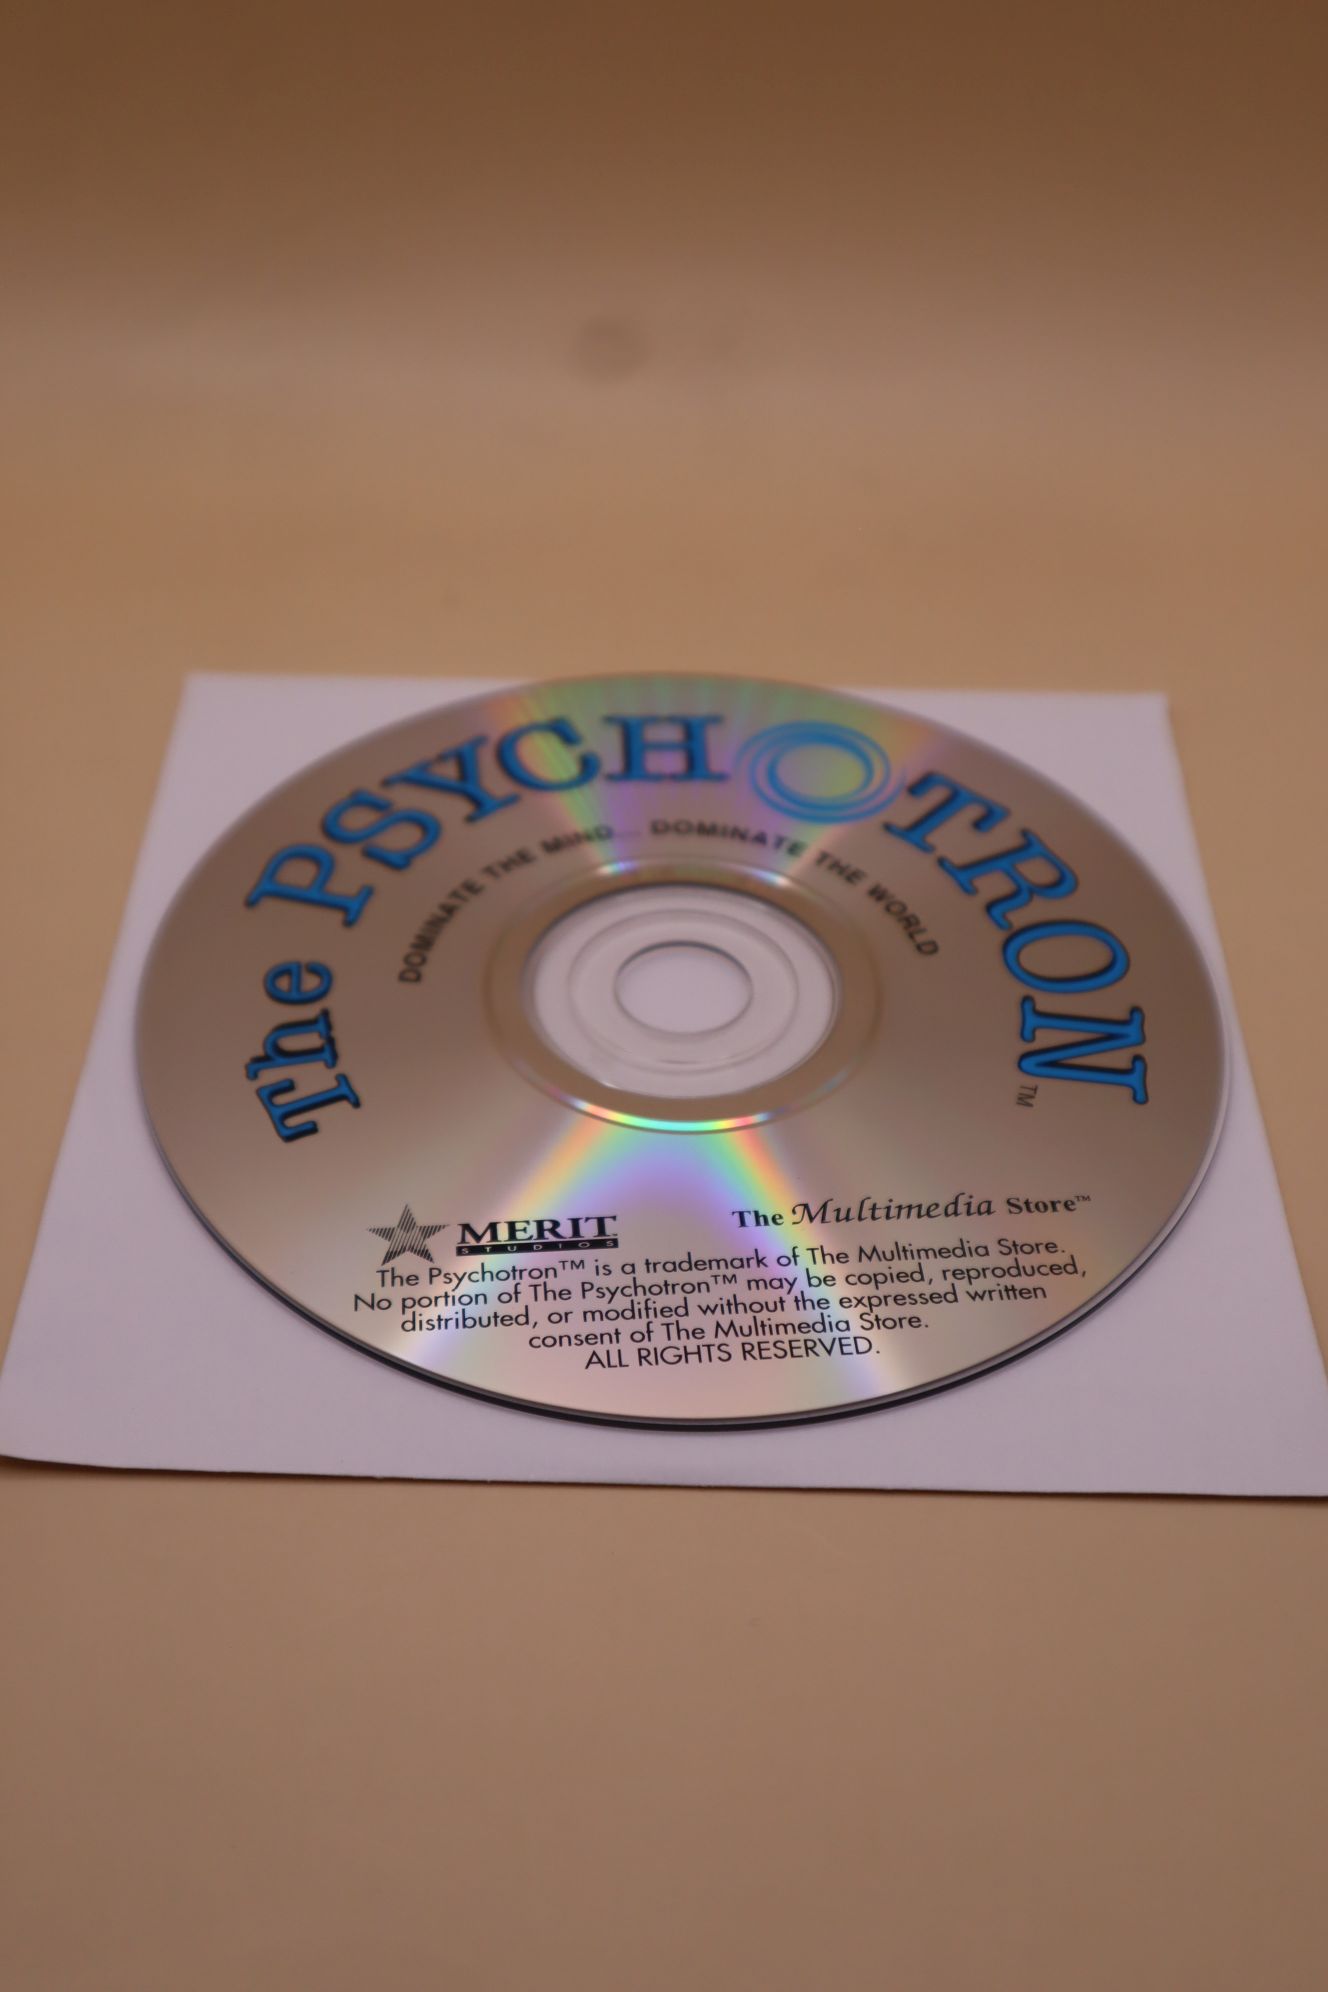 The PSYCHOTRON™
DOMINATE THE MIND... DOMINATE THE WORLD
MERIT™
STUDIOS
The Multimedia Store™
The Psychotron™ is a trademark of The Multimedia Store.
No portion of The Psychotron™ may be copied, reproduced,
distributed, or modified without the expressed written
consent of The Multimedia Store.
ALL RIGHTS RESERVED.